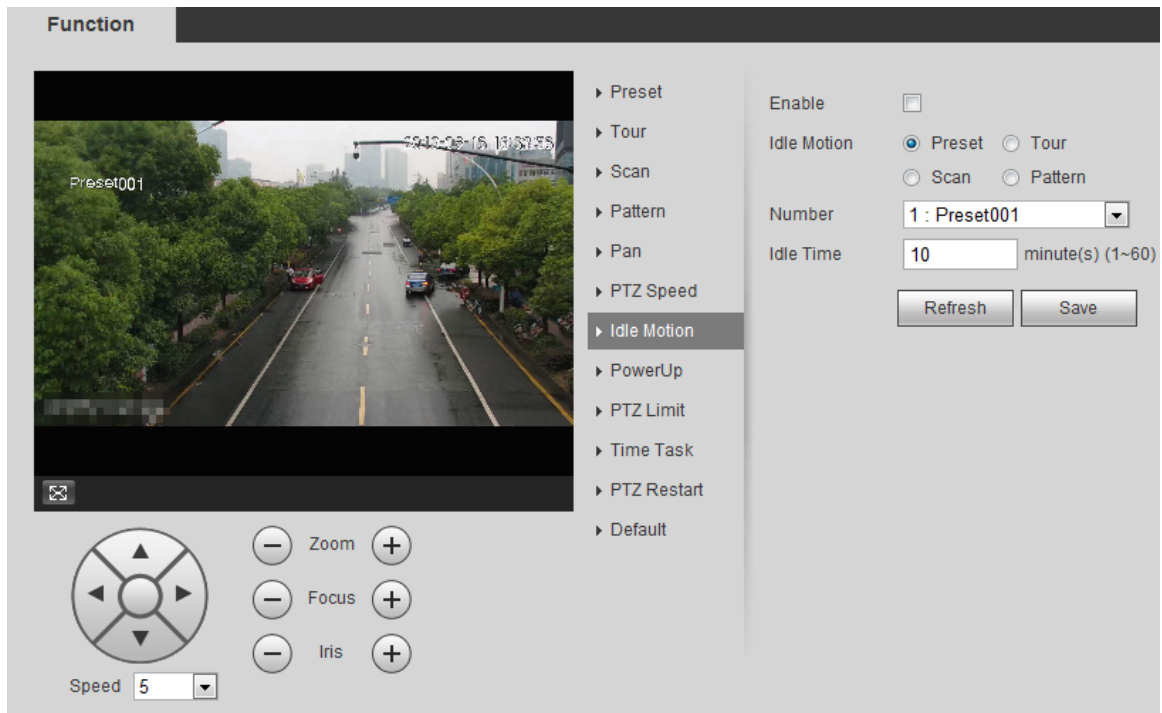 Function
Preset001
Preset
Tour
Scan
Pattern
Pan
PTZ Speed
Idle Motion
PowerUp
PTZ Limit
Time Task
PTZ Restart
Default
Enable
Idle Motion
Preset
Tour
Scan
Pattern
Number
1 : Preset001
Idle Time
10
minute(s) (1~60)
Refresh
Save
Zoom
Focus
Iris
Speed
5